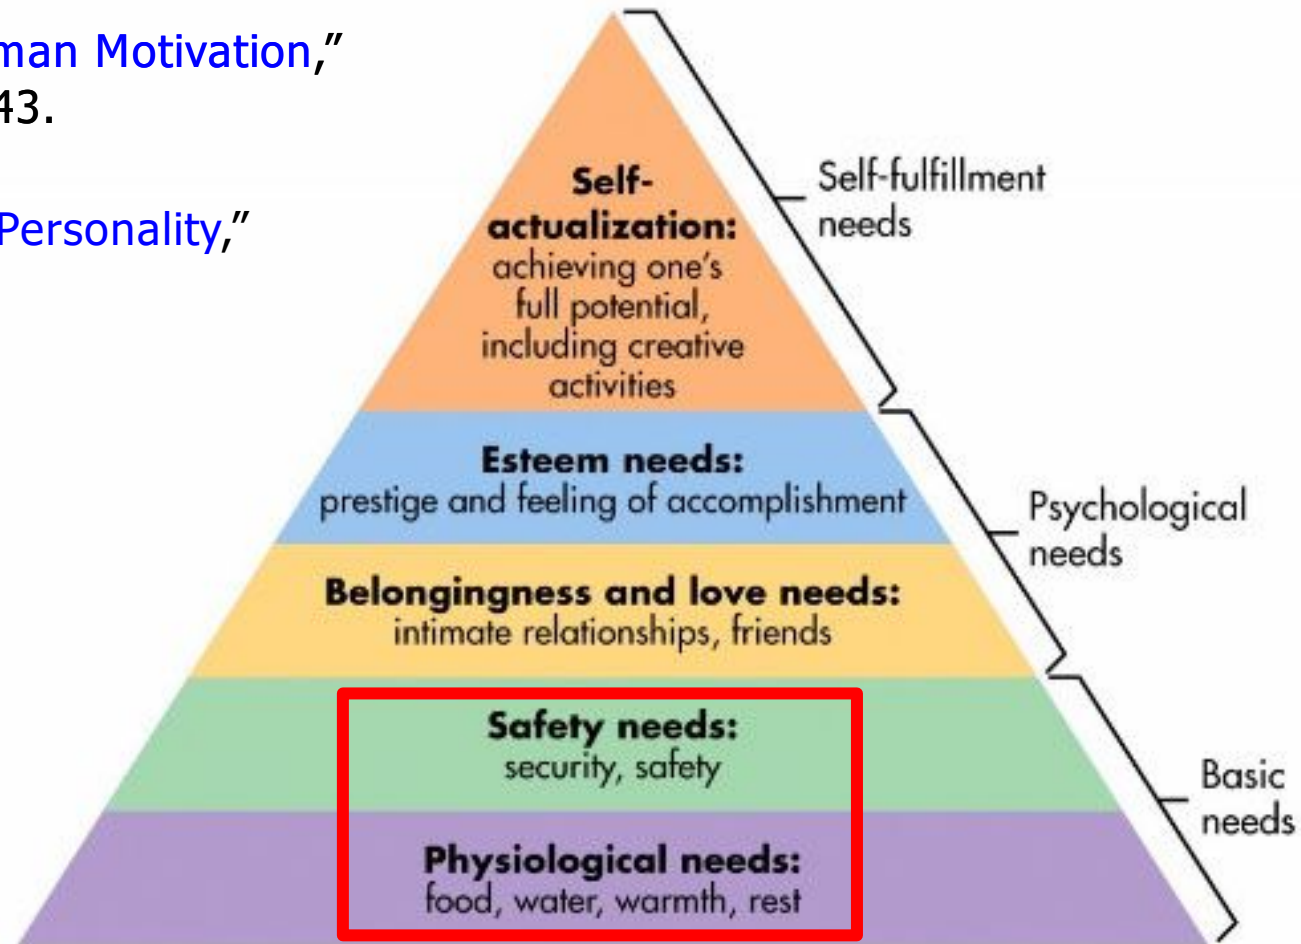 man Motivation,”
43.
Personality,”
Self-
actualization:
achieving one’s
full potential,
including creative
activities
Self-fulfillment
needs
Esteem needs:
prestige and feeling of accomplishment
Belongingness and love needs:
intimate relationships, friends
Psychological
needs
Safety needs:
security, safety
Physiological needs:
food, water, warmth, rest
Basic
needs